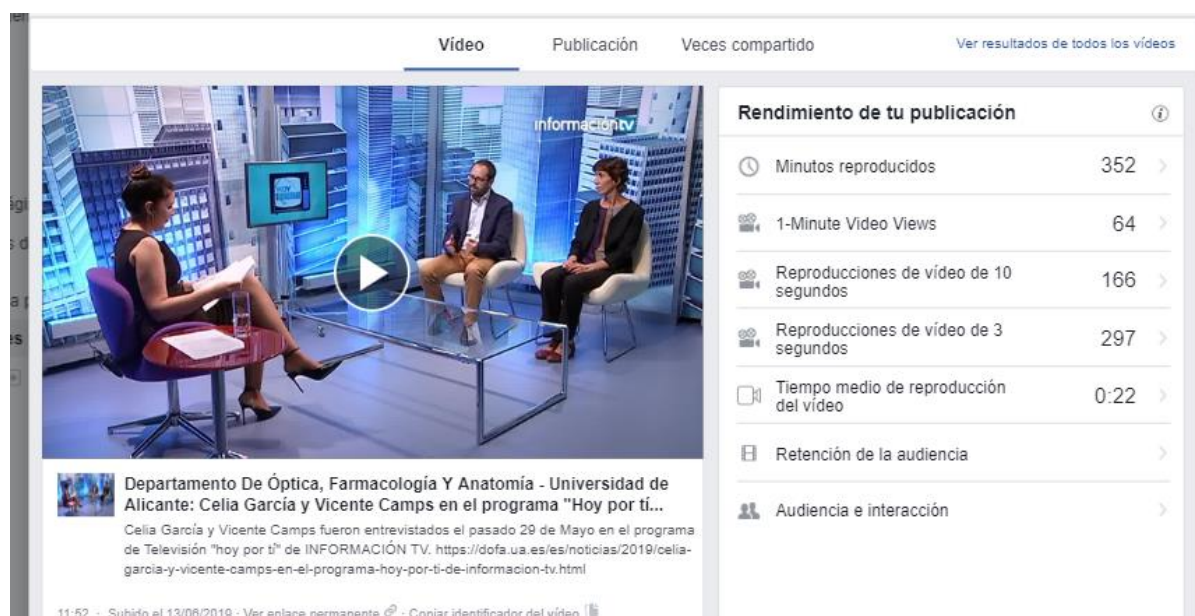 Vídeo
Publicación
Veces compartido
Ver resultados de todos los vídeos
informacióntv
HOY
Rendimiento de tu publicación
Minutos reproducidos 352
1-Minute Video Views 64
Reproducciones de vídeo de 10
segundos 166
Reproducciones de vídeo de 3
segundos 297
Tiempo medio de reproducción
del vídeo 0:22
Retención de la audiencia
Audiencia e interacción
Departamento De Óptica, Farmacología Y Anatomía - Universidad de
Alicante: Celia García y Vicente Camps en el programa "Hoy por tí...
Celia García y Vicente Camps fueron entrevistados el pasado 29 de Mayo en el programa
de Televisión "hoy por tí" de INFORMACIÓN TV. https://dofa.ua.es/es/noticias/2019/celia-
garcia-y-vicente-camps-en-el-programa-hoy-por-ti-de-informacion-tv.html
11:52 · Subido el 13/06/2019 · Ver enlace permanente · Copiar identificador del vídeo